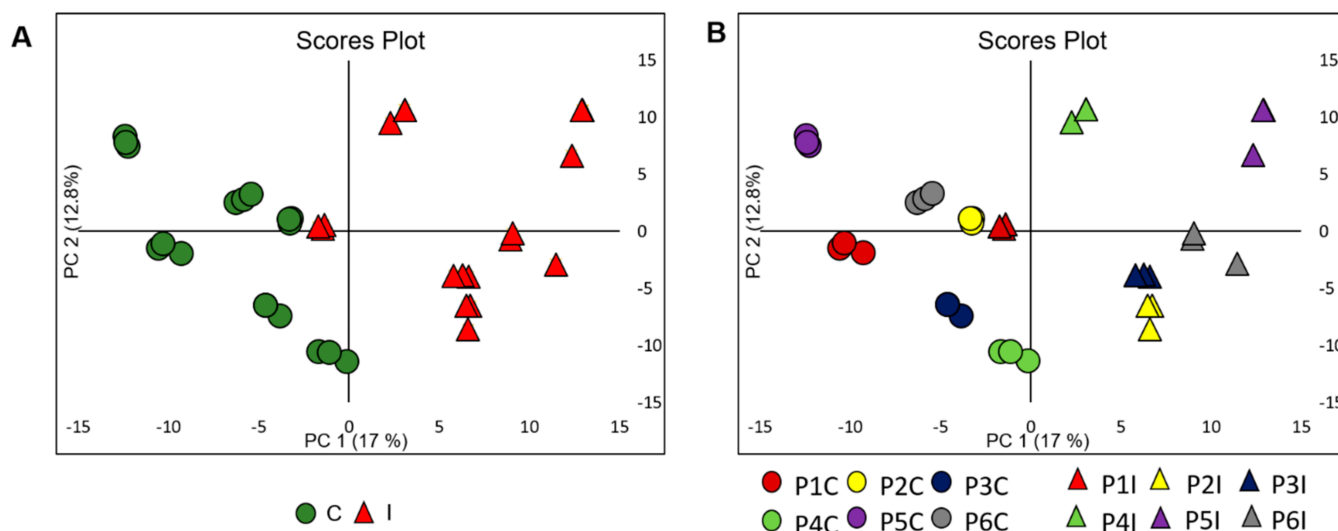 A
Scores Plot
15
10
5
0
-5
-10
-15
PC 2 (12.8%)
-15 -10 -5 0 5 10 15
PC 1 (17 %)
C I
B
Scores Plot
15
10
5
0
-5
-10
-15
PC 2 (12.8%)
-15 -10 -5 0 5 10 15
PC 1 (17 %)
P1C P2C P3C P1I P2I P3I
P4C P5C P6C P4I P5I P6I